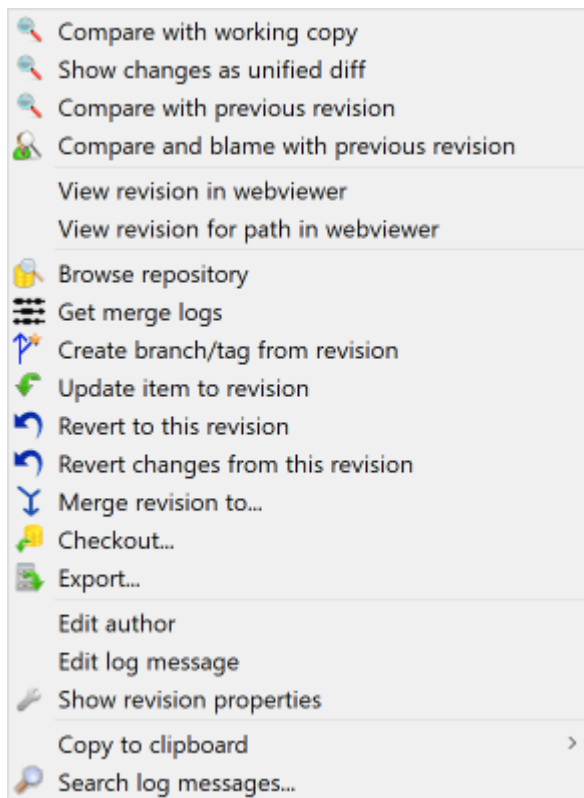 Compare with working copy
Show changes as unified diff
Compare with previous revision
Compare and blame with previous revision
View revision in webviewer
View revision for path in webviewer
Browse repository
Get merge logs
Create branch/tag from revision
Update item to revision
Revert to this revision
Revert changes from this revision
Merge revision to...
Checkout...
Export...
Edit author
Edit log message
Show revision properties
Copy to clipboard
Search log messages...